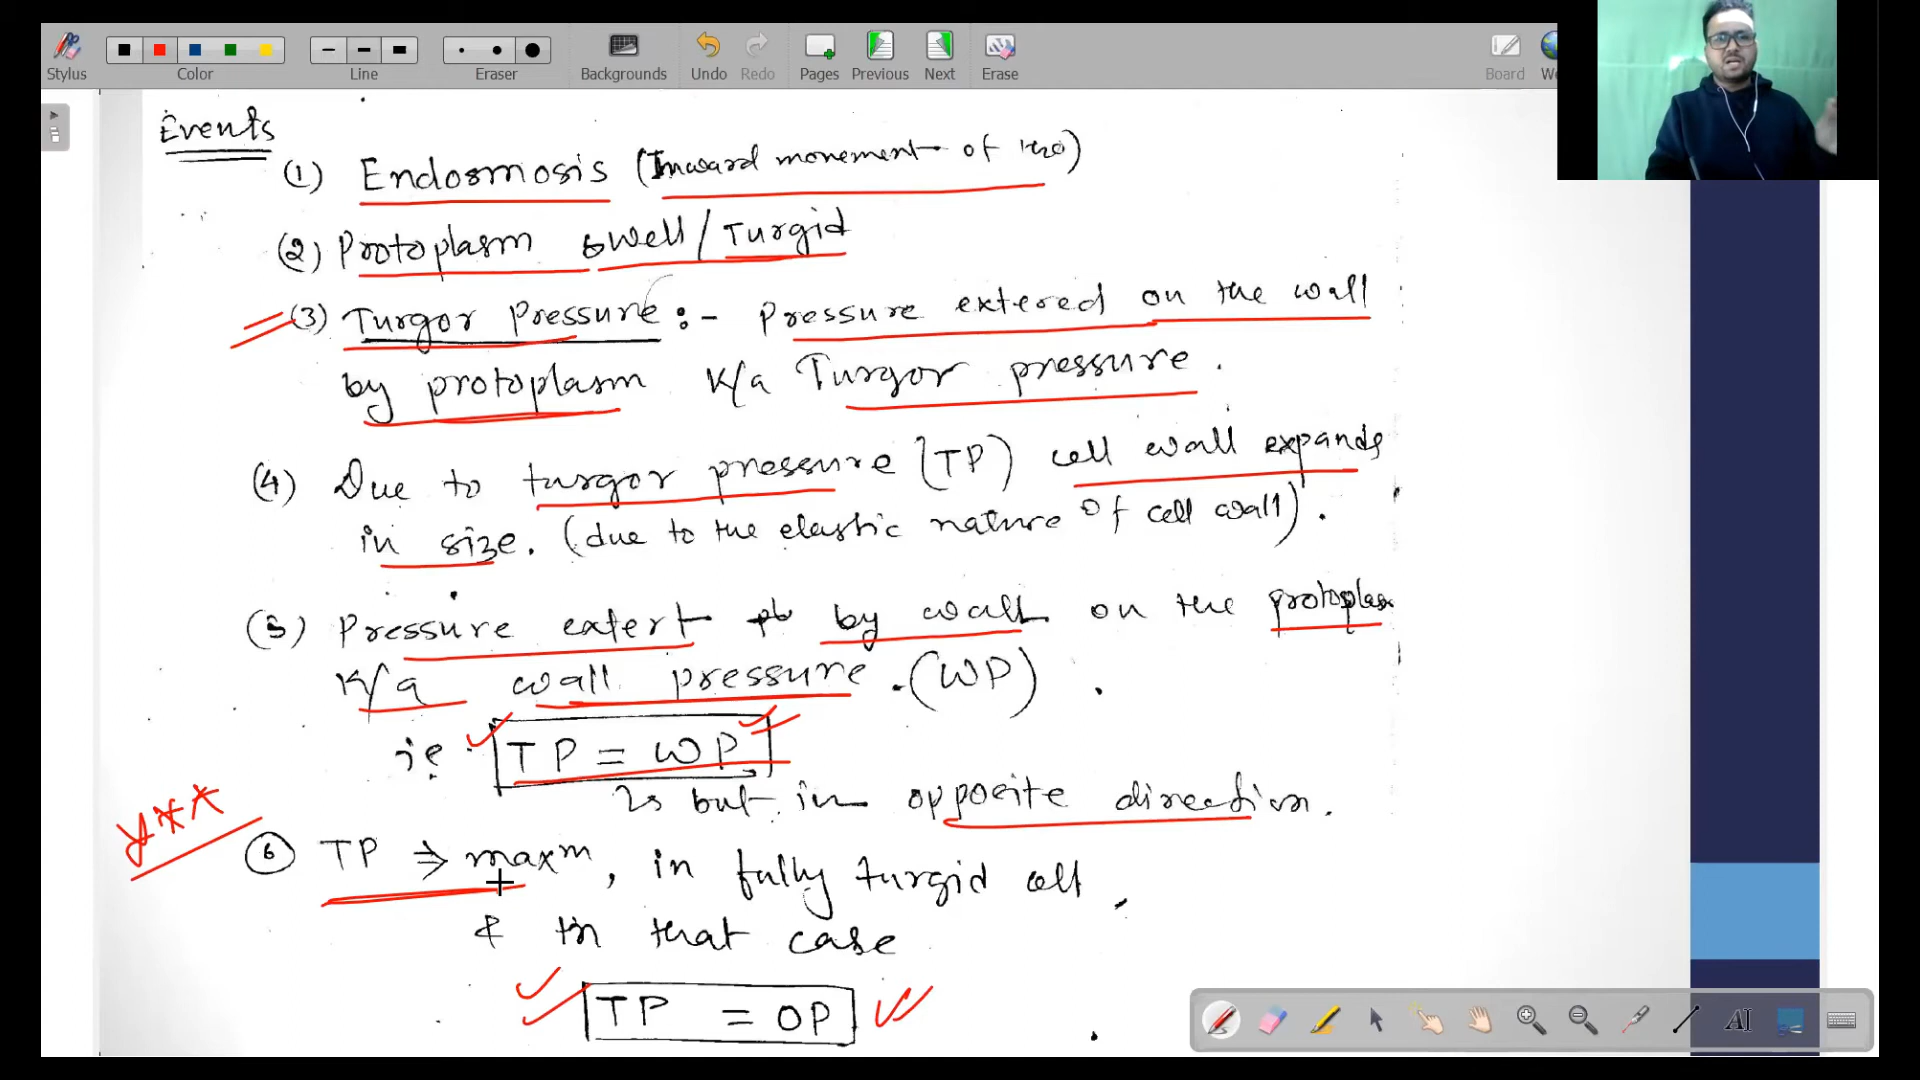 Stylus
Color
Line
Eraser
Backgrounds
Undo
Redo
Pages
Previous
Next
Erase
Board
Events
(1) Endosmosis (Inward monement of H2O)
(2) Protoplasm swell / Turgid
(3) Turgor Pressure :- Pressure extered on the wall
by protoplasm K/a Turgor pressure.
(4) Due to turgor pressure (TP) cell wall expands
in size. (due to the elastic nature of cell wall).
(5) Pressure extert by wall on the protoplasm
K/a wall pressure. (WP)
ie. TP = WP
is but in opposite direction.
*** 6 TP ⇒ maxm, in fully turgid cell,
& in that case
TP = OP
AI